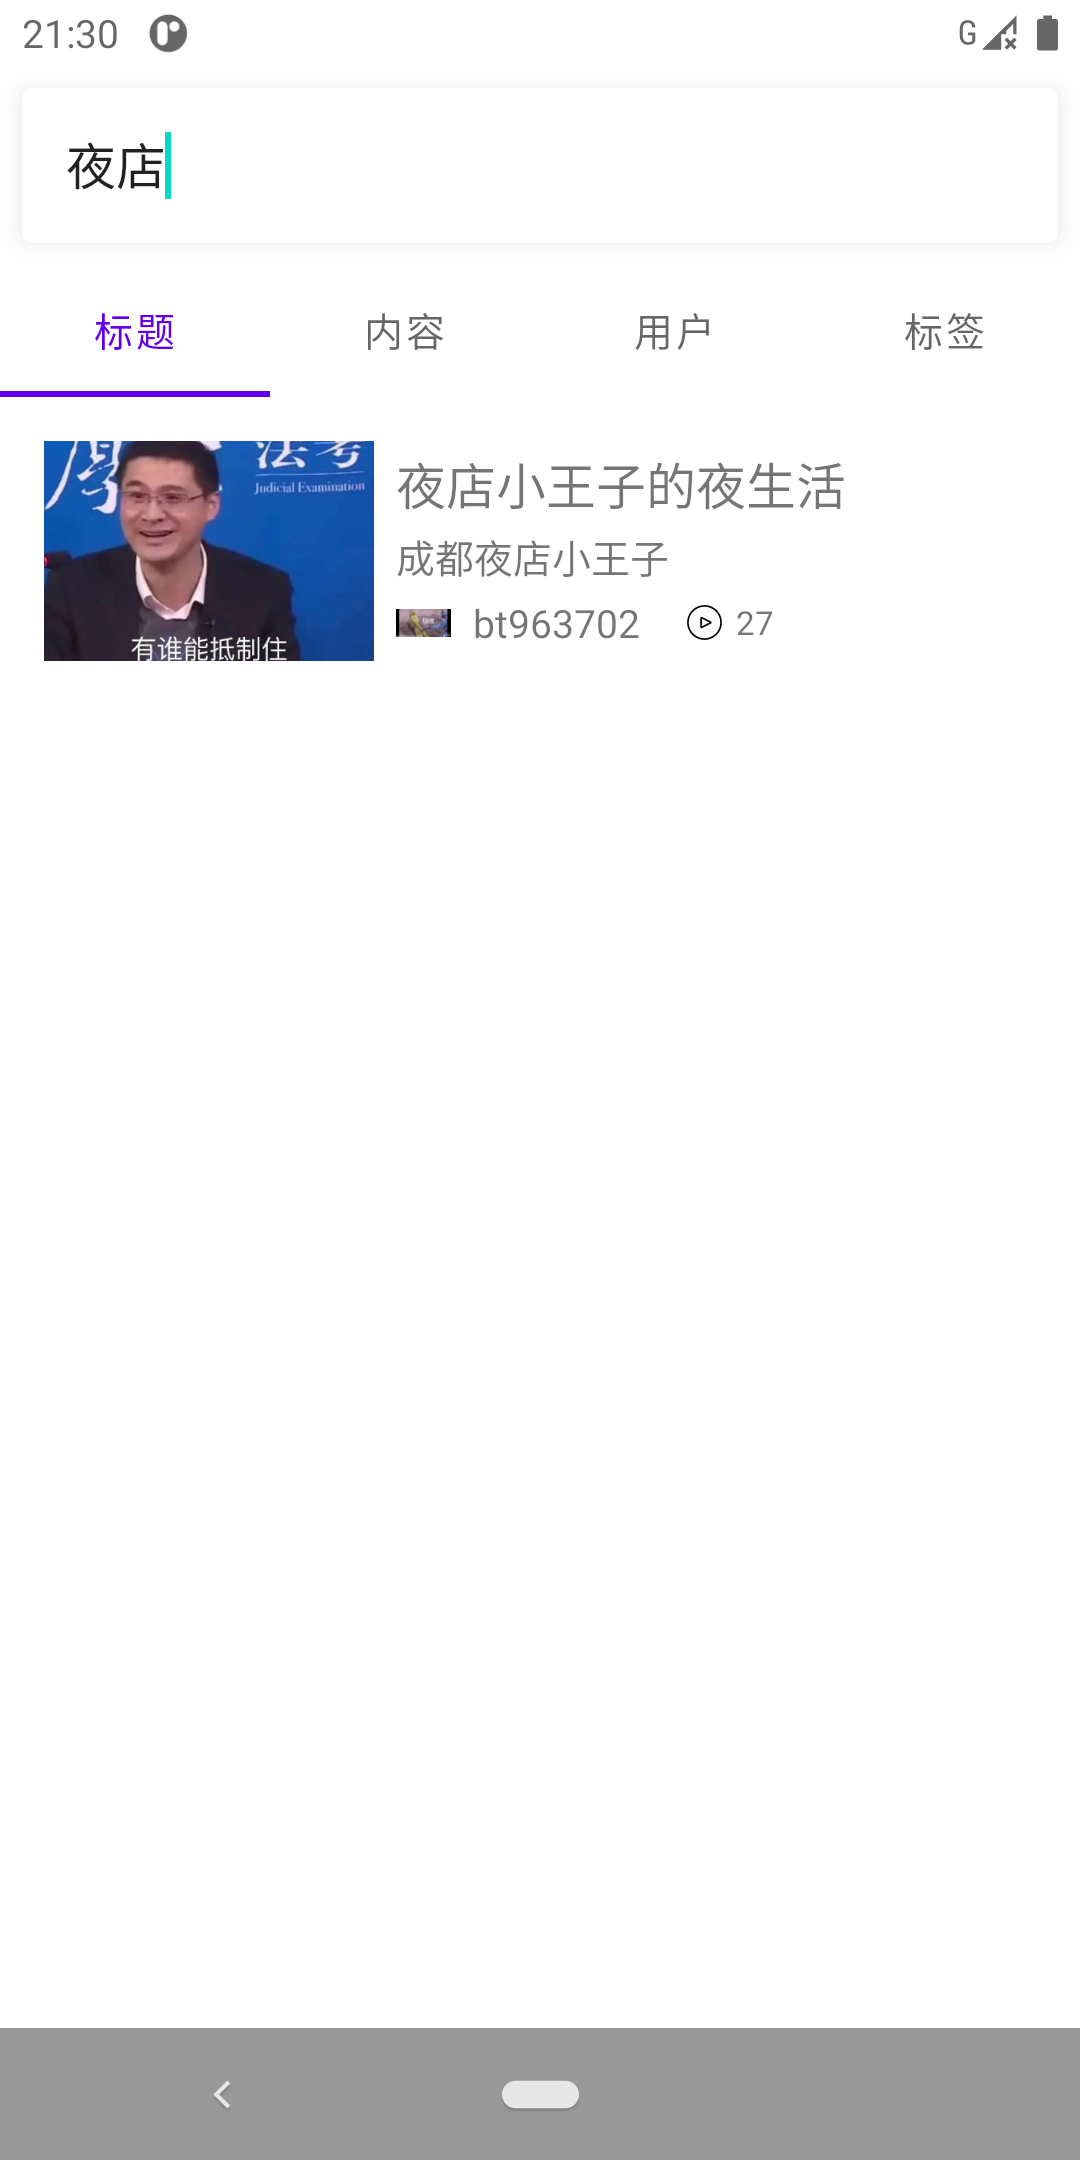 21:30
G
夜店
标题 内容 用户 标签
法考
Judicial Examination
有谁能抵制住
夜店小王子的夜生活
成都夜店小王子
bt963702 27